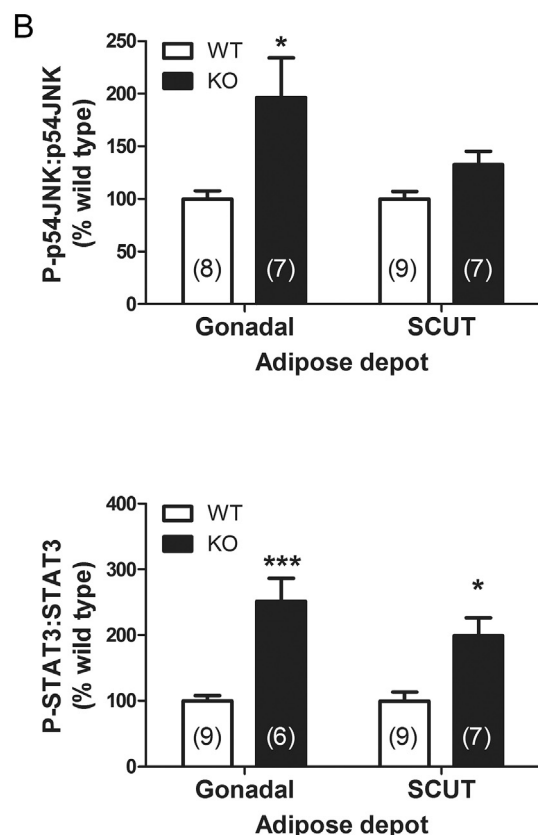 B
P-p54JNK:p54JNK
(% wild type)
250
200
150
100
50
0
WT
KO
*
(8)
(7)
(9)
(7)
Gonadal
SCUT
Adipose depot
P-STAT3:STAT3
(% wild type)
400
300
200
100
0
WT
KO
***
*
(9)
(6)
(9)
(7)
Gonadal
SCUT
Adipose depot